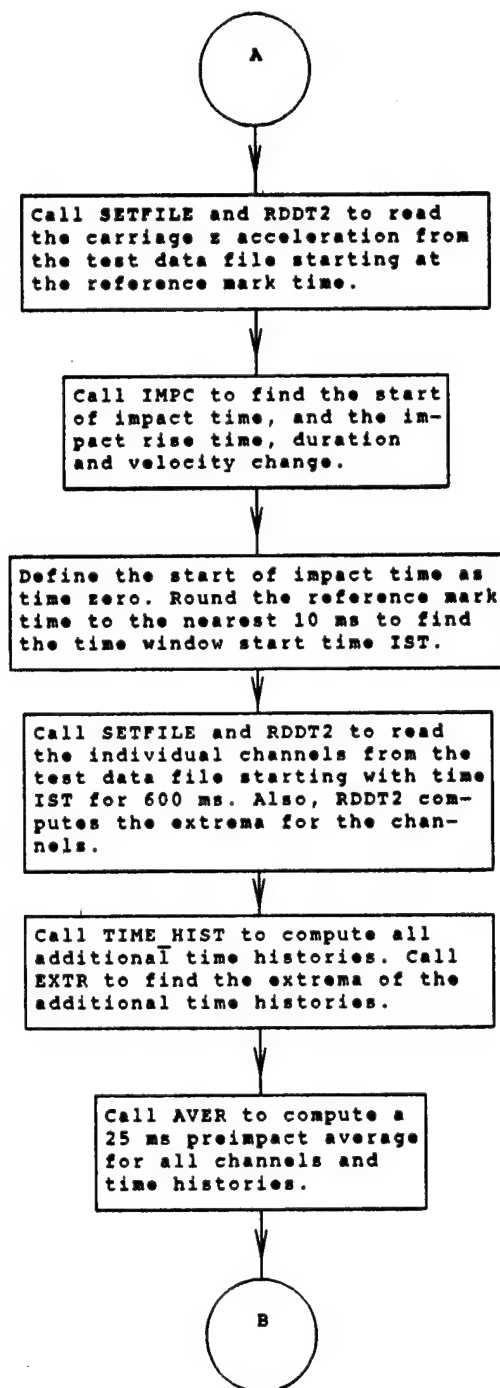 A
Call SETFILE and RDDT2 to read
the carriage z acceleration from
the test data file starting at
the reference mark time.
Call IMPC to find the start
of impact time, and the im-
pact rise time, duration
and velocity change.
Define the start of impact time as
time zero. Round the reference mark
time to the nearest 10 ms to find
the time window start time IST.
Call SETFILE and RDDT2 to read
the individual channels from the
test data file starting with time
IST for 600 ms. Also, RDDT2 com-
putes the extrema for the chan-
nels.
Call TIME_HIST to compute all
additional time histories. Call
EXTR to find the extrema of the
additional time histories.
Call AVER to compute a
25 ms preimpact average
for all channels and
time histories.
B